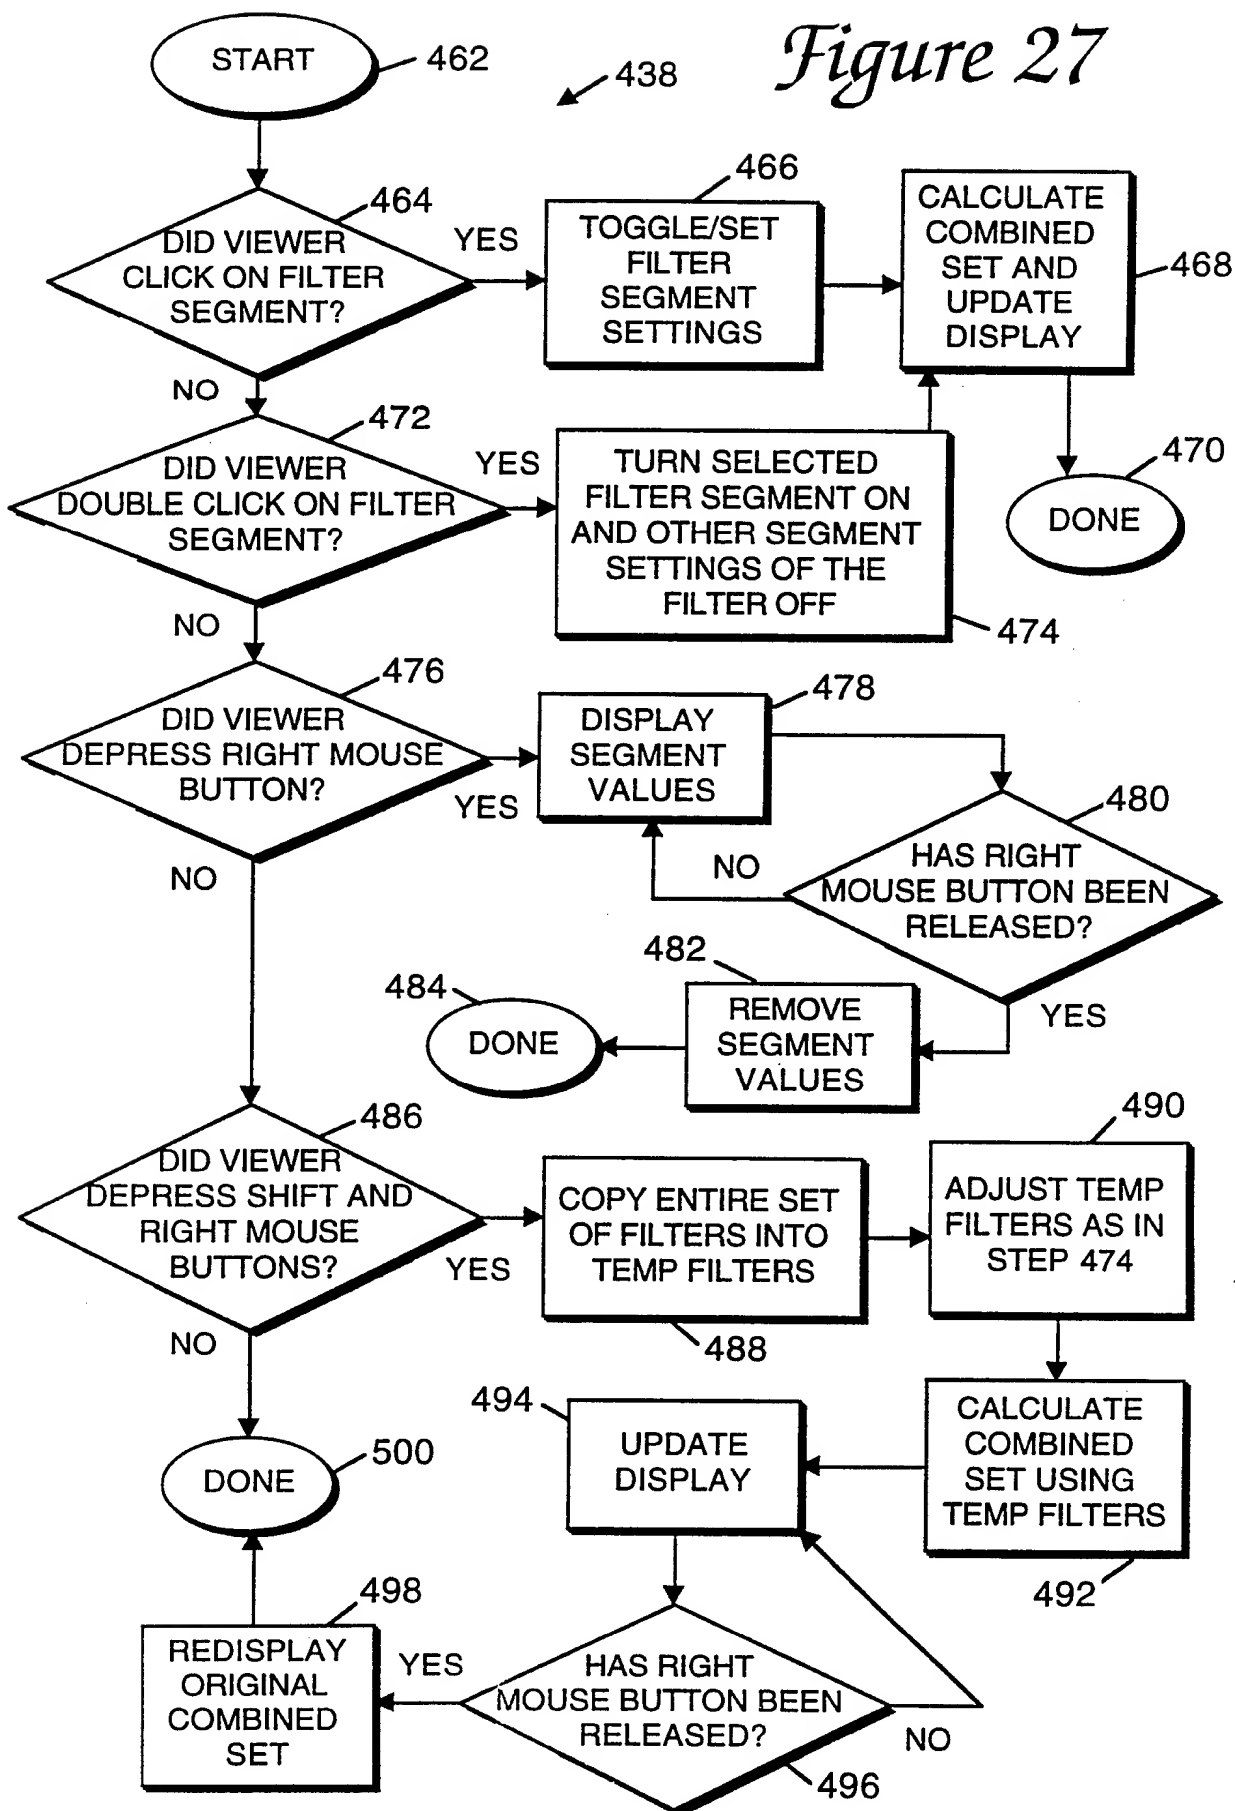 Figure 27
START
462
438
464
DID VIEWER
CLICK ON FILTER
SEGMENT?
YES
NO
466
TOGGLE/SET
FILTER
SEGMENT
SETTINGS
CALCULATE
COMBINED
SET AND
UPDATE
DISPLAY
468
470
DONE
472
DID VIEWER
DOUBLE CLICK ON FILTER
SEGMENT?
YES
NO
TURN SELECTED
FILTER SEGMENT ON
AND OTHER SEGMENT
SETTINGS OF THE
FILTER OFF
474
476
DID VIEWER
DEPRESS RIGHT MOUSE
BUTTON?
YES
NO
478
DISPLAY
SEGMENT
VALUES
480
HAS RIGHT
MOUSE BUTTON BEEN
RELEASED?
NO
YES
482
REMOVE
SEGMENT
VALUES
484
DONE
486
DID VIEWER
DEPRESS SHIFT AND
RIGHT MOUSE
BUTTONS?
YES
NO
COPY ENTIRE SET
OF FILTERS INTO
TEMP FILTERS
488
490
ADJUST TEMP
FILTERS AS IN
STEP 474
CALCULATE
COMBINED
SET USING
TEMP FILTERS
492
494
UPDATE
DISPLAY
HAS RIGHT
MOUSE BUTTON BEEN
RELEASED?
496
NO
YES
498
REDISPLAY
ORIGINAL
COMBINED
SET
500
DONE